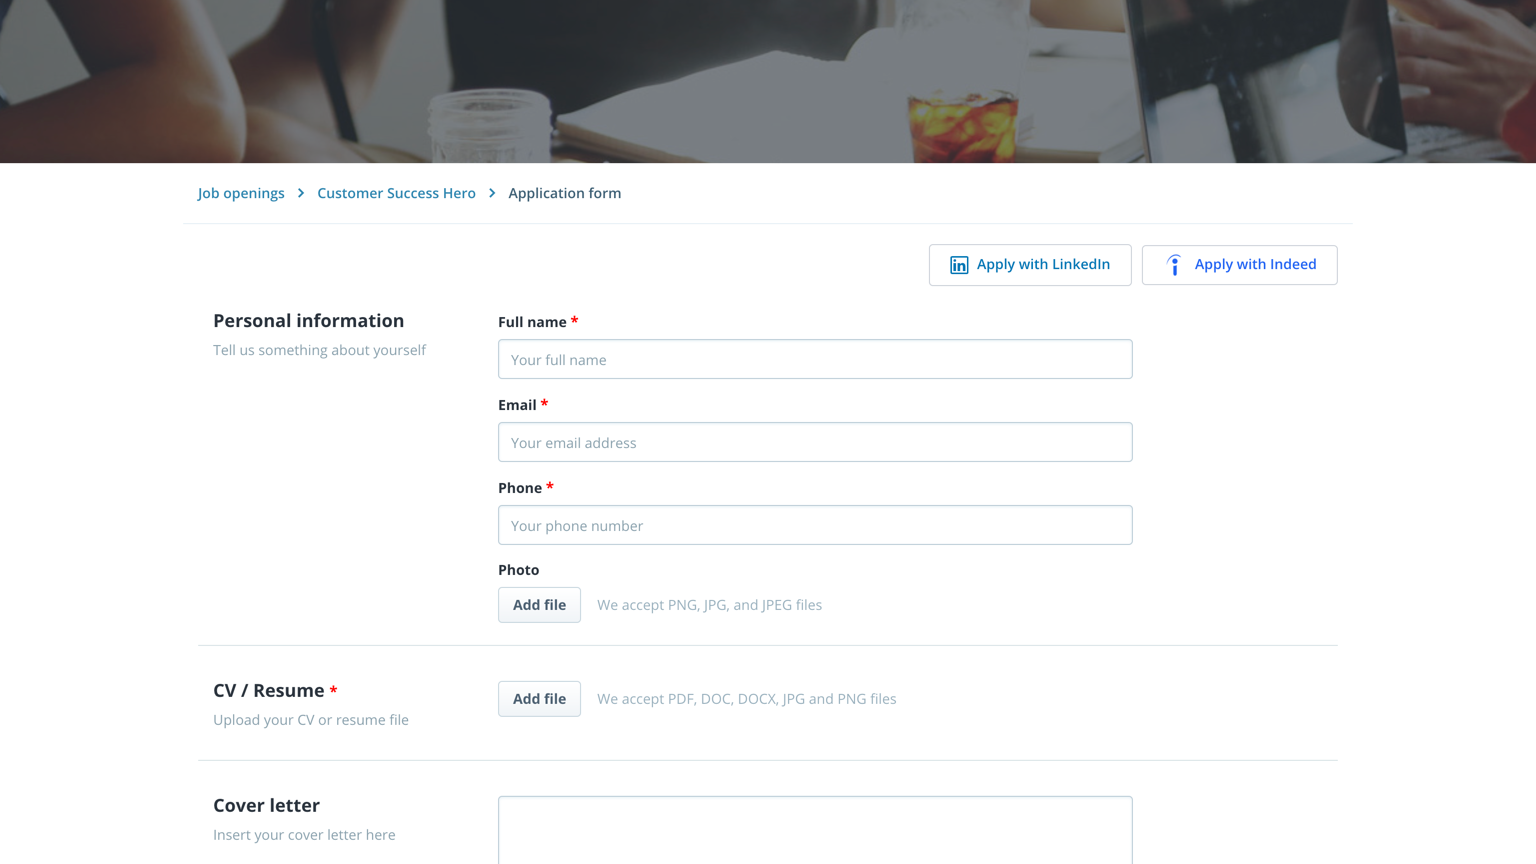 Job openings > Customer Success Hero > Application form
in Apply with LinkedIn
Apply with Indeed
Personal information
Tell us something about yourself
Full name *
Your full name
Email *
Your email address
Phone *
Your phone number
Photo
Add file We accept PNG, JPG, and JPEG files
CV / Resume *
Upload your CV or resume file
Add file We accept PDF, DOC, DOCX, JPG and PNG files
Cover letter
Insert your cover letter here